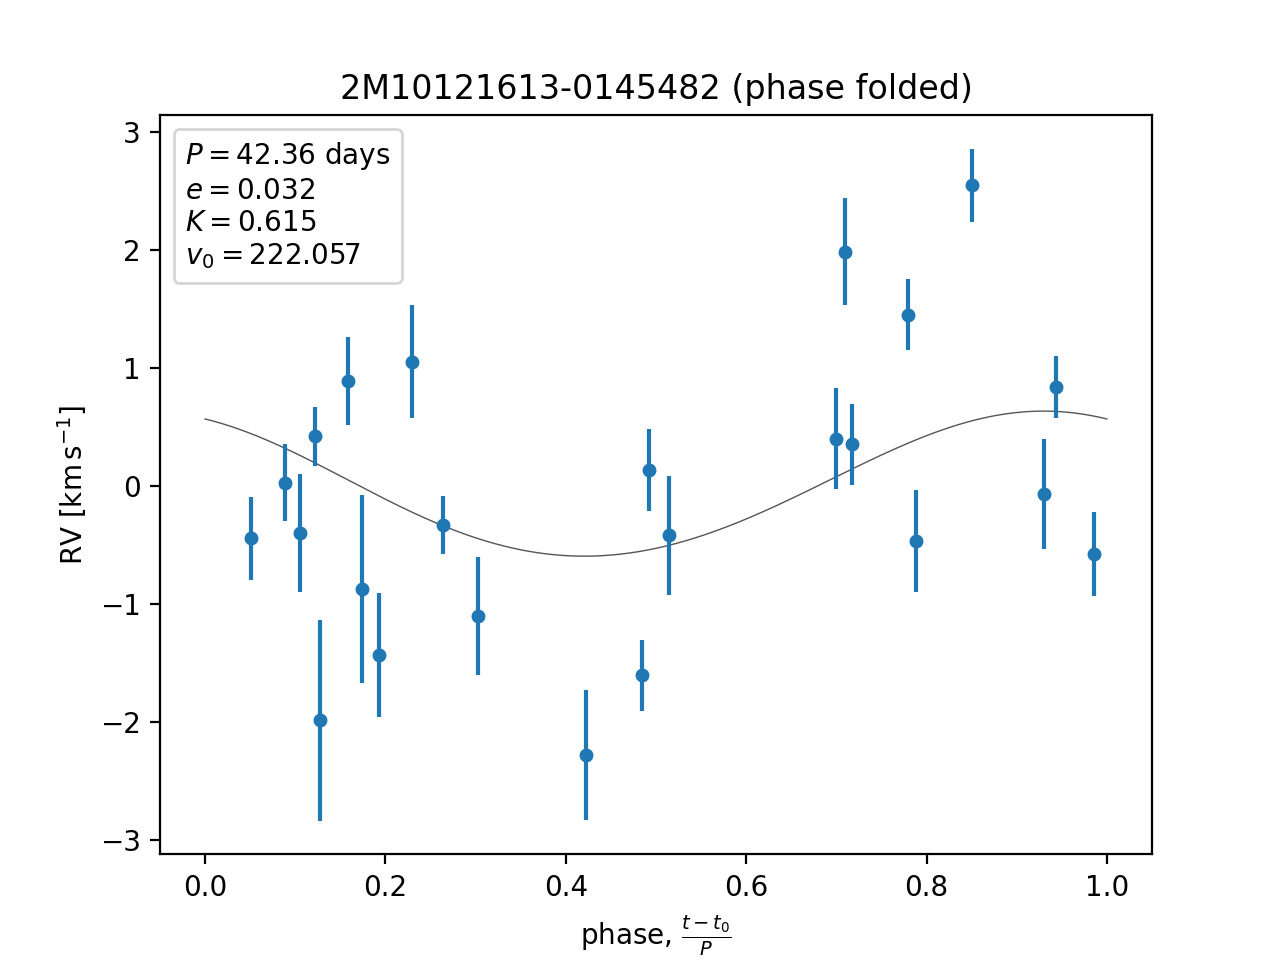 2M10121613-0145482 (phase folded)
P = 42.36 days
e = 0.032
K = 0.615
v₀ = 222.057
3
2
1
0
−1
−2
−3
RV [km s⁻¹]
0.0 0.2 0.4 0.6 0.8 1.0
phase, (t − t₀)/P